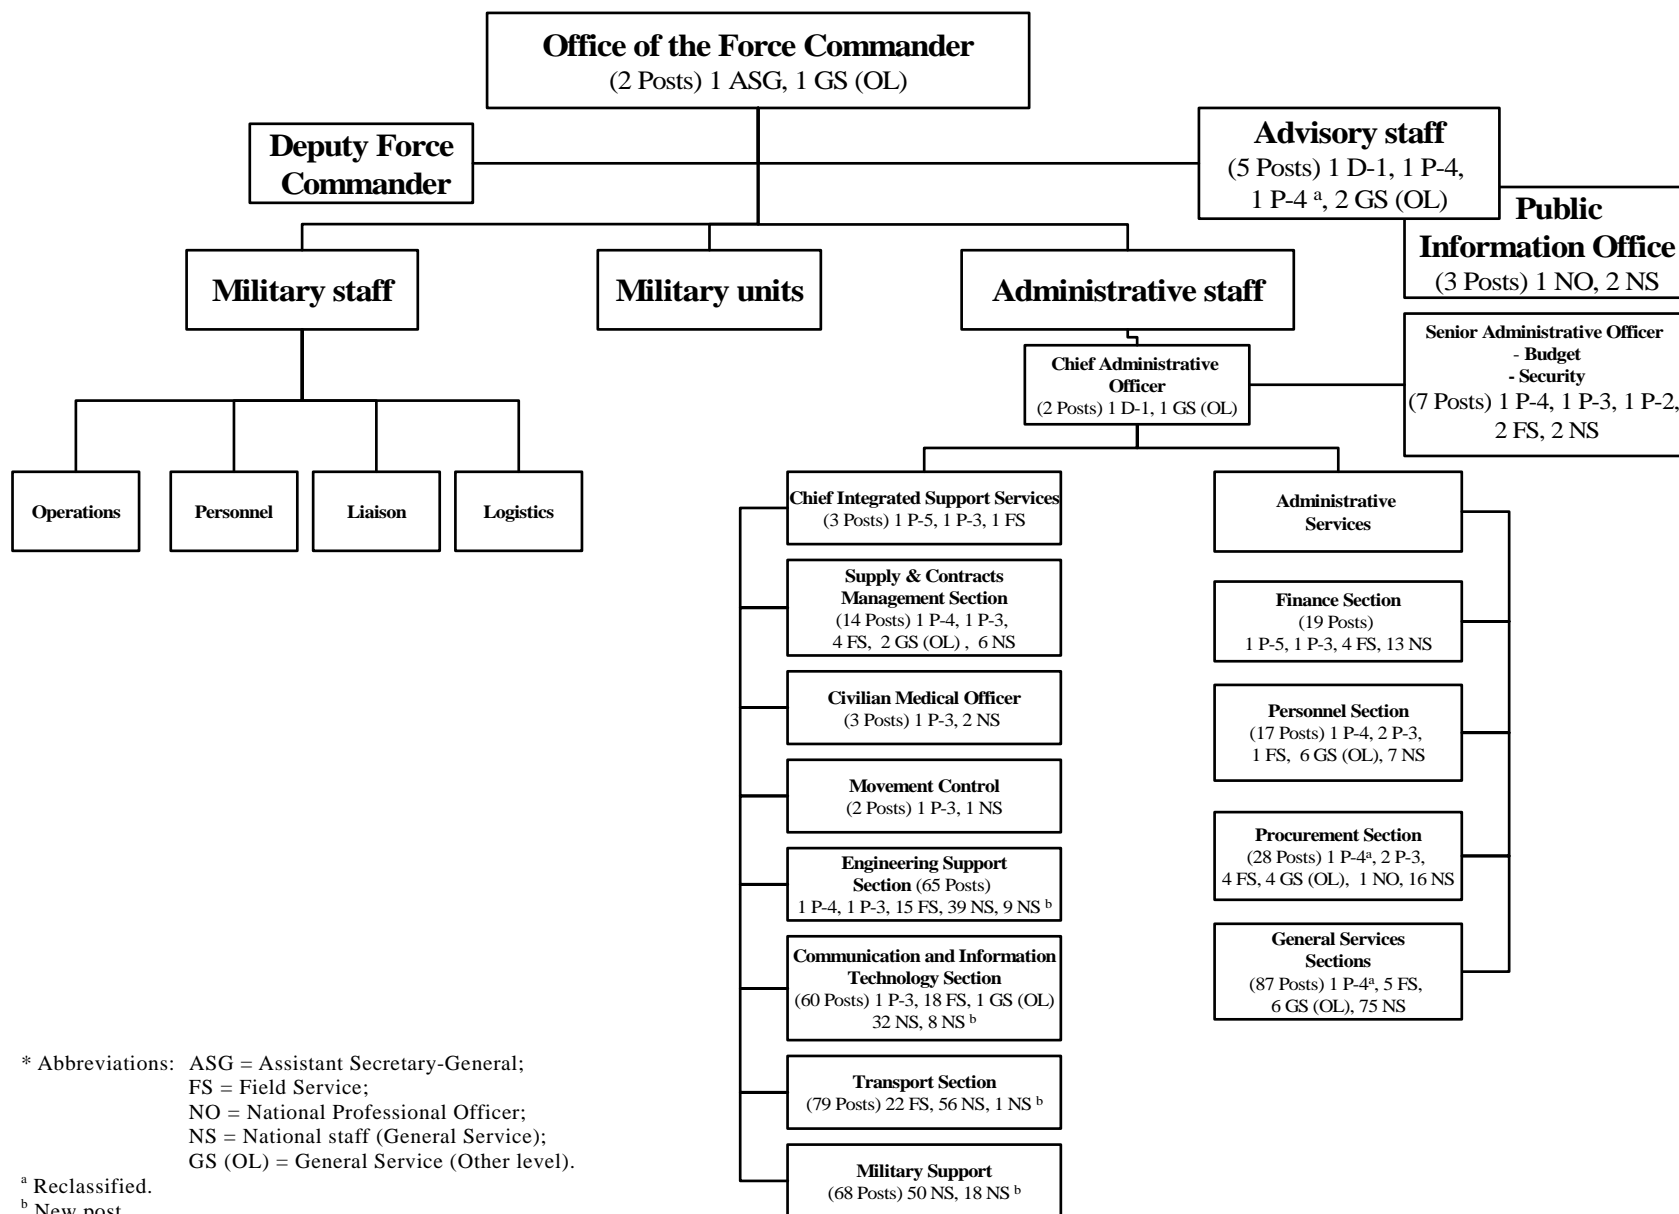 Office of the Force Commander
(2 Posts) 1 ASG, 1 GS (OL)
Deputy Force
Commander
Advisory staff
(5 Posts) 1 D-1, 1 P-4,
1 P-4 ᵃ, 2 GS (OL)
Public
Information Office
(3 Posts) 1 NO, 2 NS
Military staff
Military units
Administrative staff
Chief Administrative
Officer
(2 Posts) 1 D-1, 1 GS (OL)
Senior Administrative Officer
- Budget
- Security
(7 Posts) 1 P-4, 1 P-3, 1 P-2,
2 FS, 2 NS
Operations
Personnel
Liaison
Logistics
Chief Integrated Support Services
(3 Posts) 1 P-5, 1 P-3, 1 FS
Supply & Contracts
Management Section
(14 Posts) 1 P-4, 1 P-3,
4 FS, 2 GS (OL) , 6 NS
Civilian Medical Officer
(3 Posts) 1 P-3, 2 NS
Movement Control
(2 Posts) 1 P-3, 1 NS
Engineering Support
Section (65 Posts)
1 P-4, 1 P-3, 15 FS, 39 NS, 9 NS ᵇ
Communication and Information
Technology Section
(60 Posts) 1 P-3, 18 FS, 1 GS (OL)
32 NS, 8 NS ᵇ
Transport Section
(79 Posts) 22 FS, 56 NS, 1 NS ᵇ
Military Support
(68 Posts) 50 NS, 18 NS ᵇ
Administrative
Services
Finance Section
(19 Posts)
1 P-5, 1 P-3, 4 FS, 13 NS
Personnel Section
(17 Posts) 1 P-4, 2 P-3,
1 FS, 6 GS (OL), 7 NS
Procurement Section
(28 Posts) 1 P-4ᵃ, 2 P-3,
4 FS, 4 GS (OL), 1 NO, 16 NS
General Services
Sections
(87 Posts) 1 P-4ᵃ, 5 FS,
6 GS (OL), 75 NS
* Abbreviations: ASG = Assistant Secretary-General;
FS = Field Service;
NO = National Professional Officer;
NS = National staff (General Service);
GS (OL) = General Service (Other level).
ᵃ Reclassified.
ᵇ New post